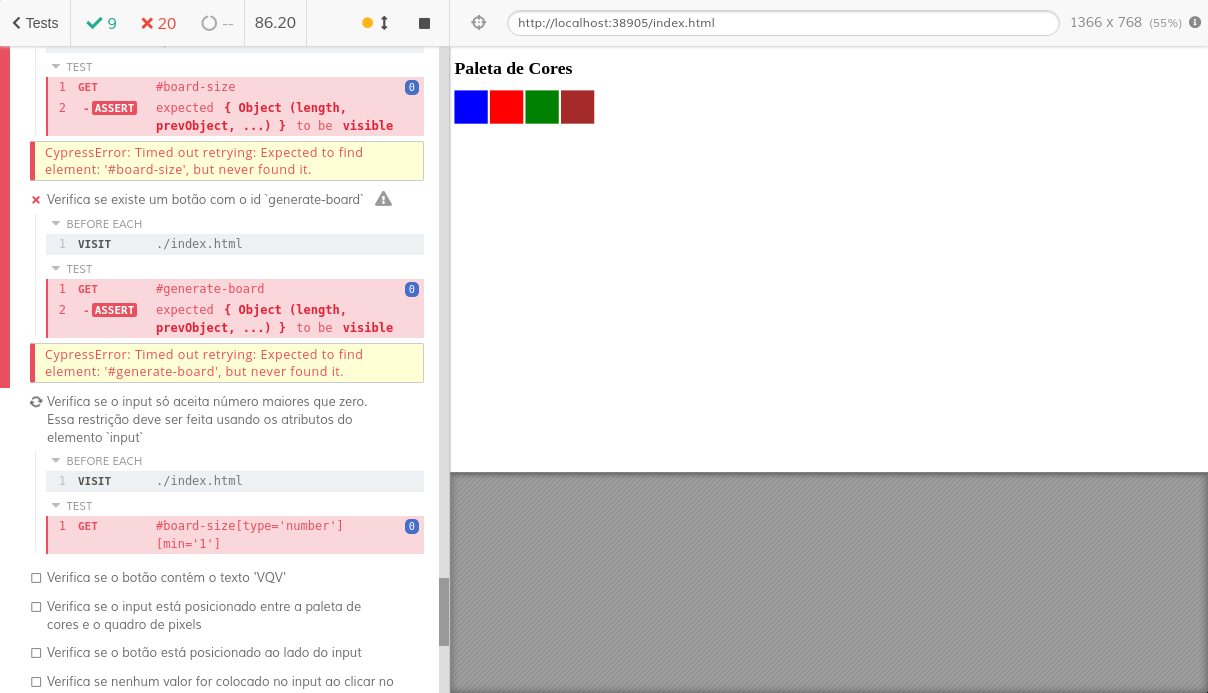 Tests
9
20
--
86.20
http://localhost:38905/index.html
1366 x 768 (55%)
TEST
1 GET #board-size 0
2 -ASSERT expected { Object (length,
prevObject, ...) } to be visible
CypressError: Timed out retrying: Expected to find
element: '#board-size', but never found it.
Verifica se existe um botão com o id `generate-board`
BEFORE EACH
1 VISIT ./index.html
TEST
1 GET #generate-board 0
2 -ASSERT expected { Object (length,
prevObject, ...) } to be visible
CypressError: Timed out retrying: Expected to find
element: '#generate-board', but never found it.
Verifica se o input só aceita número maiores que zero.
Essa restrição deve ser feita usando os atributos do
elemento `input`
BEFORE EACH
1 VISIT ./index.html
TEST
1 GET #board-size[type='number'] 0
[min='1']
Verifica se o botão contém o texto 'VQV'
Verifica se o input está posicionado entre a paleta de
cores e o quadro de pixels
Verifica se o botão está posicionado ao lado do input
Verifica se nenhum valor for colocado no input ao clicar no
Paleta de Cores